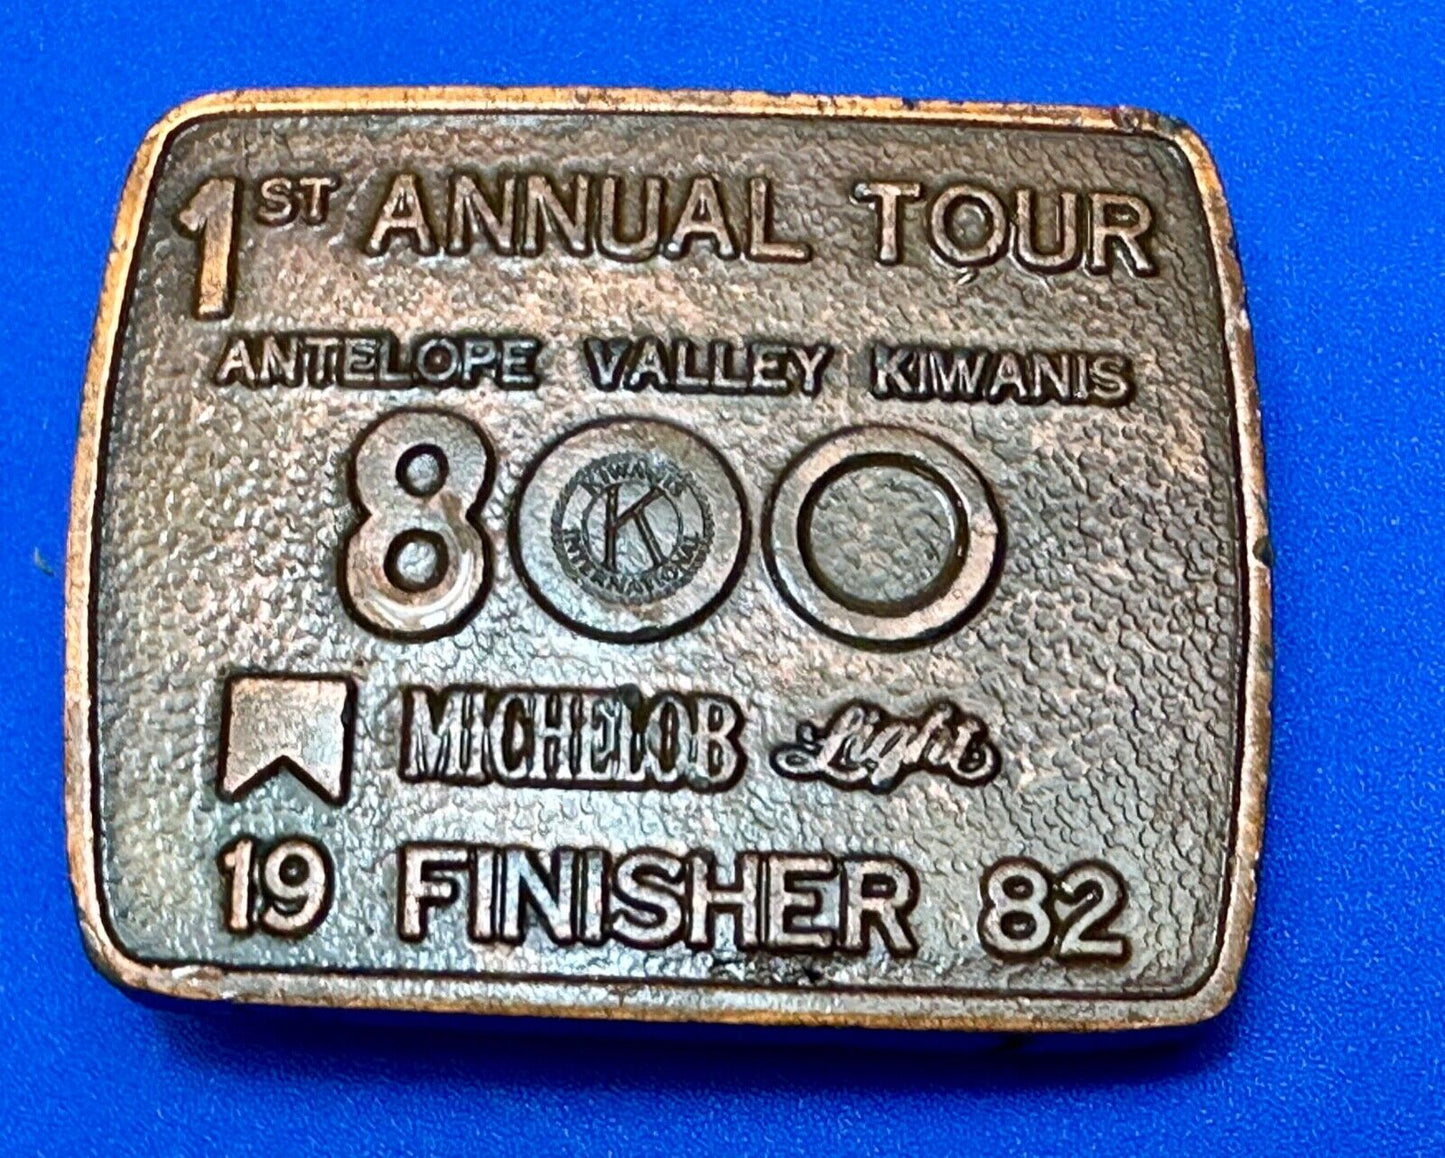 1ST ANNUAL TOUR
ANTELOPE VALLEY KIWANIS
800
KIWANIS
K
INTERNATIONAL
MICHELOB Light
19 FINISHER 82